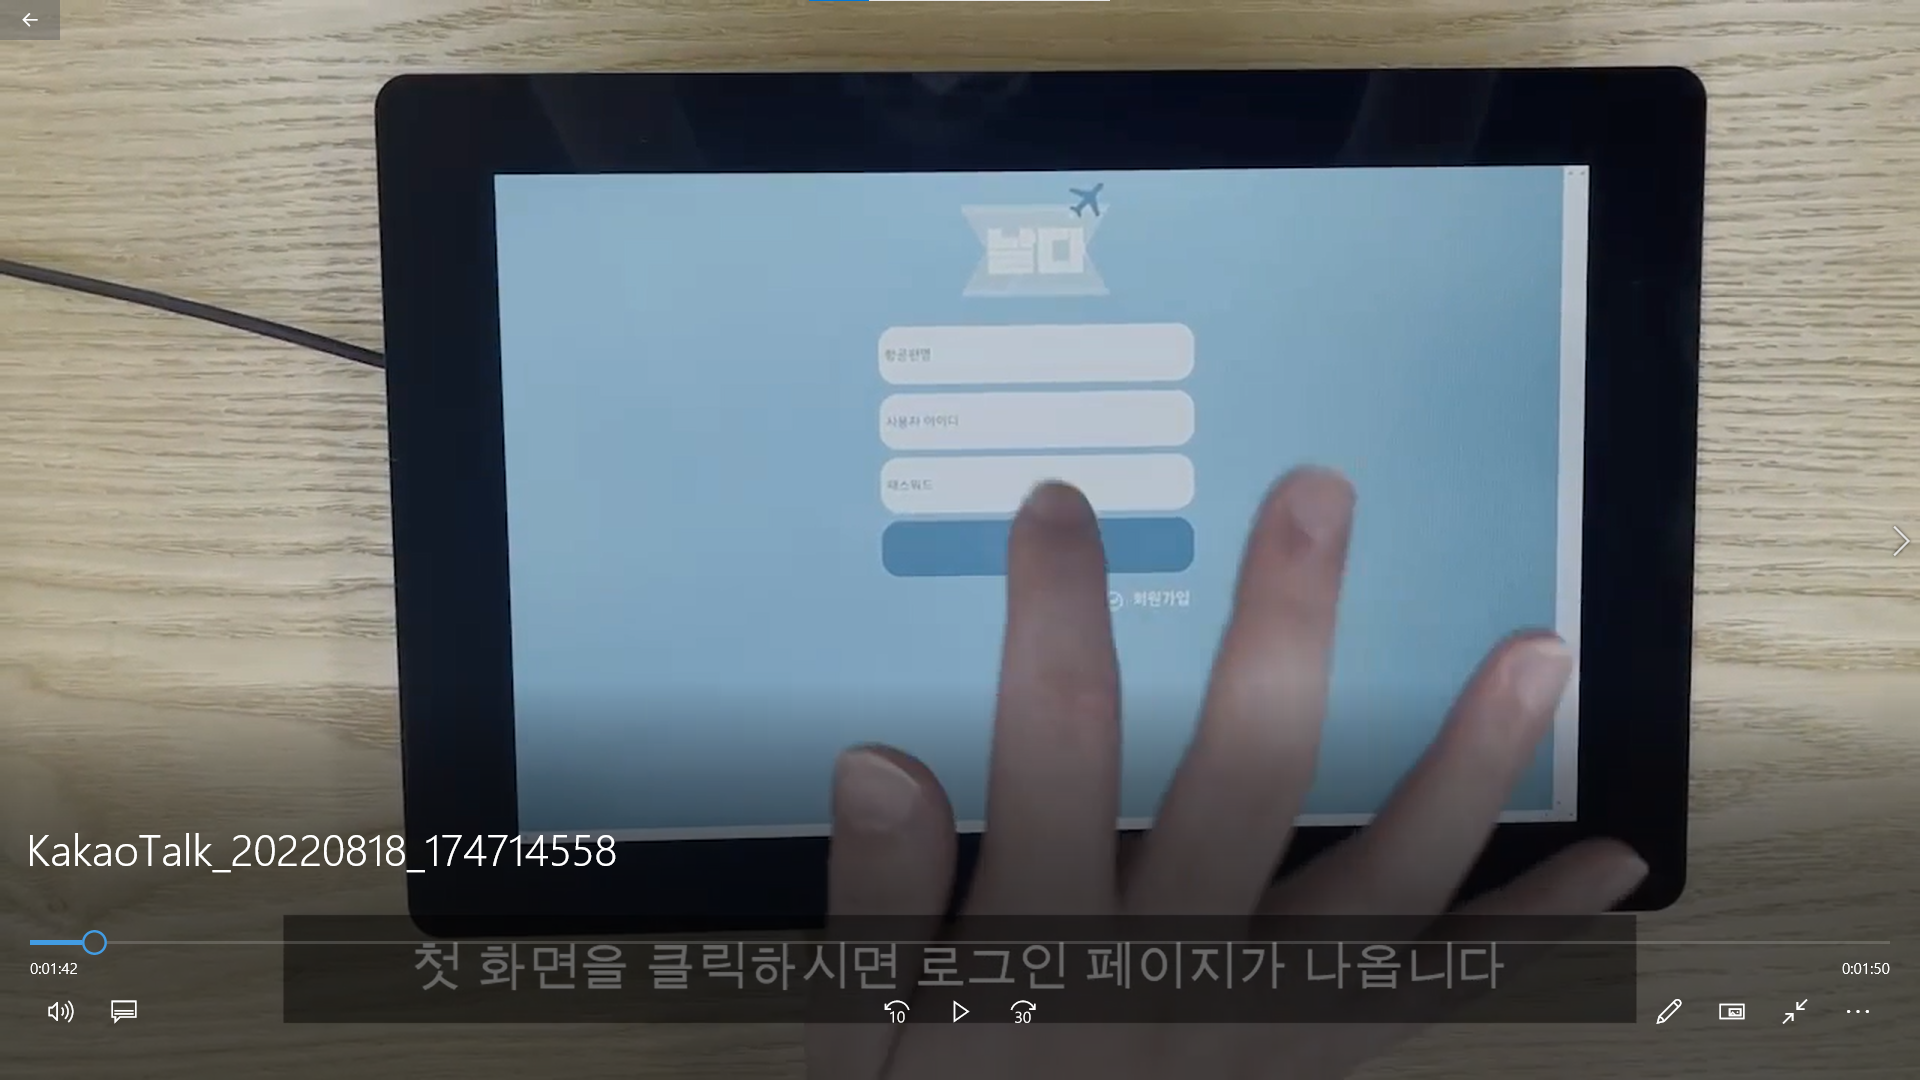 날다
항공편명
사용자 아이디
패스워드
회원가입
KakaoTalk_20220818_174714558
첫 화면을 클릭하시면 로그인 페이지가 나옵니다
0:01:42
0:01:50
10
30